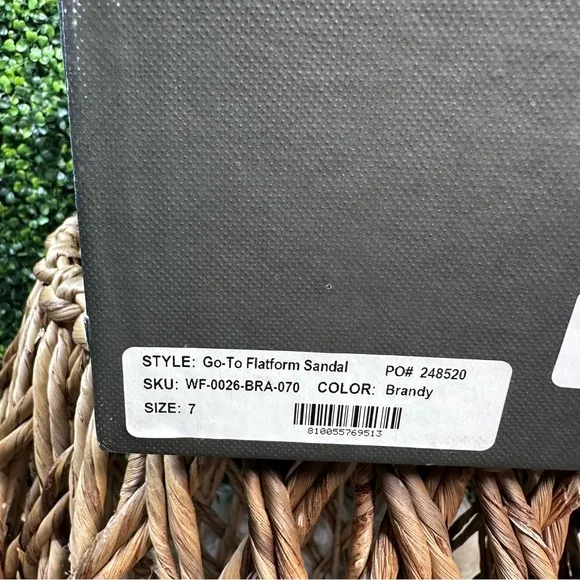 STYLE: Go-To Flatform Sandal PO# 248520
SKU: WF-0026-BRA-070 COLOR: Brandy
SIZE: 7
810055769513